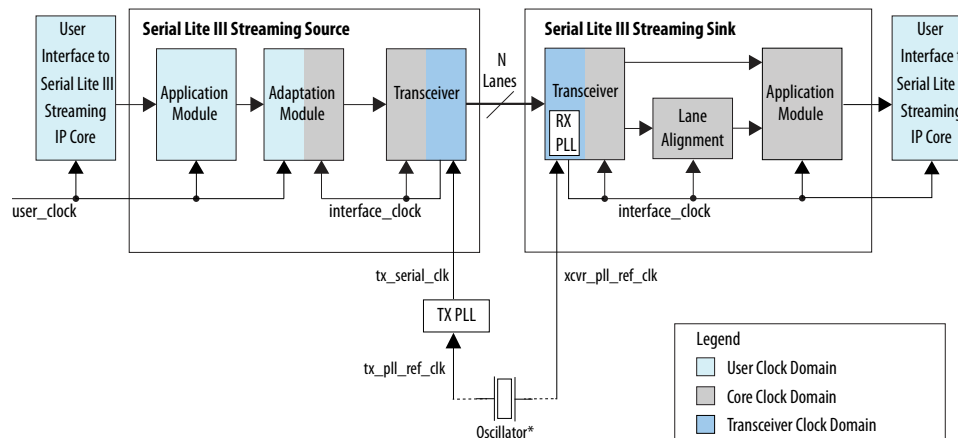 User
Interface to
Serial Lite III
Streaming
IP Core
Serial Lite III Streaming Source
Application
Module
Adaptation
Module
Transceiver
N
Lanes
Serial Lite III Streaming Sink
Transceiver
RX
PLL
Lane
Alignment
Application
Module
User
Interface to
Serial Lite
Streaming
IP Core
user_clock
interface_clock
interface_clock
tx_serial_clk
xcvr_pll_ref_clk
TX PLL
tx_pll_ref_clk
Oscillator*
Legend
User Clock Domain
Core Clock Domain
Transceiver Clock Domain